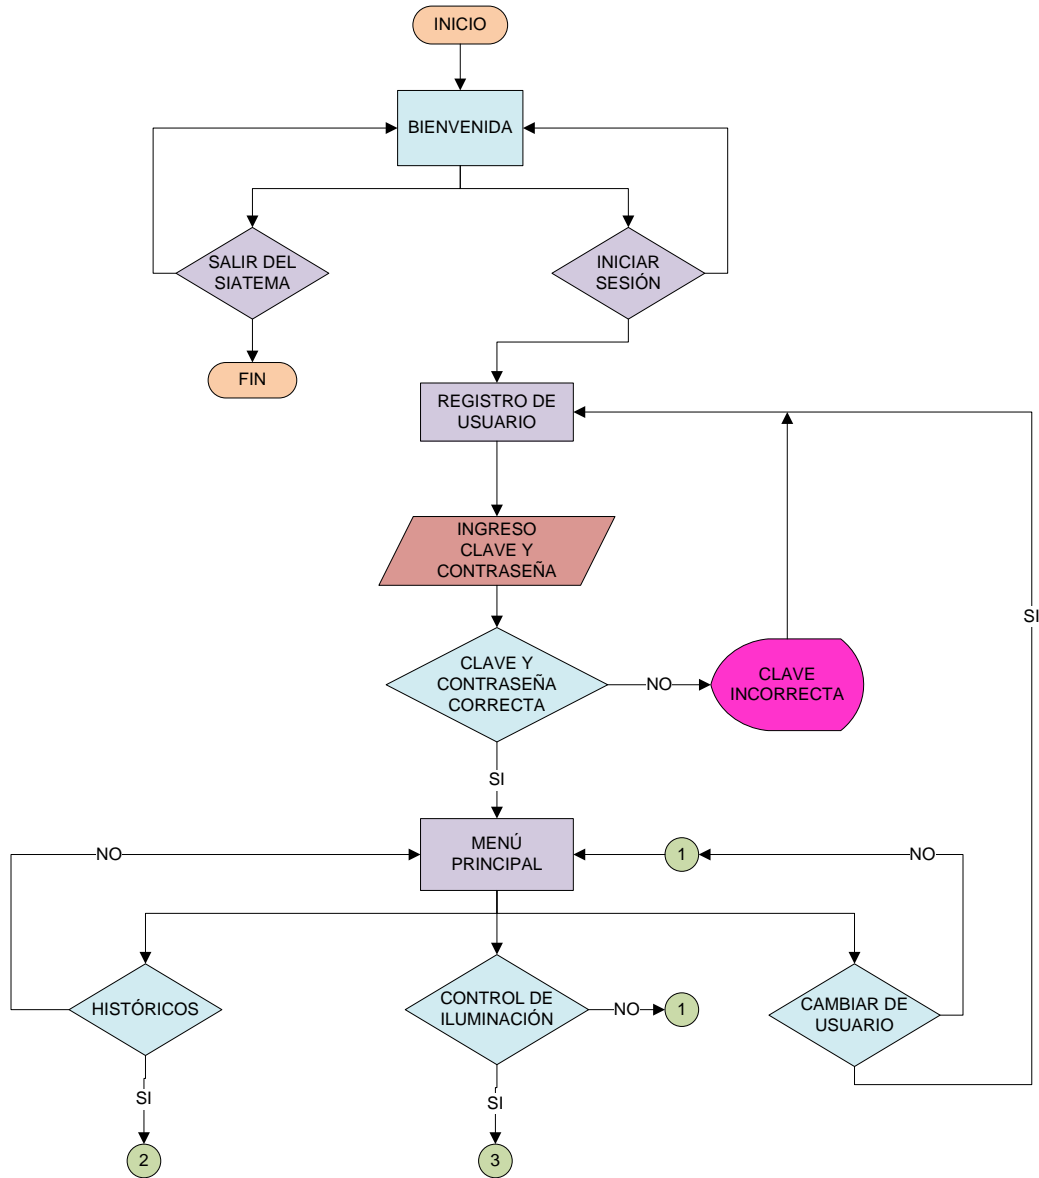 INICIO
BIENVENIDA
SALIR DEL
SIATEMA
INICIAR
SESIÓN
FIN
REGISTRO DE
USUARIO
INGRESO
CLAVE Y
CONTRASEÑA
SI
CLAVE Y
CONTRASEÑA
CORRECTA
NO
CLAVE
INCORRECTA
SI
MENÚ
PRINCIPAL
NO
1
NO
HISTÓRICOS
CONTROL DE
ILUMINACIÓN
NO
1
CAMBIAR DE
USUARIO
SI
SI
2
3